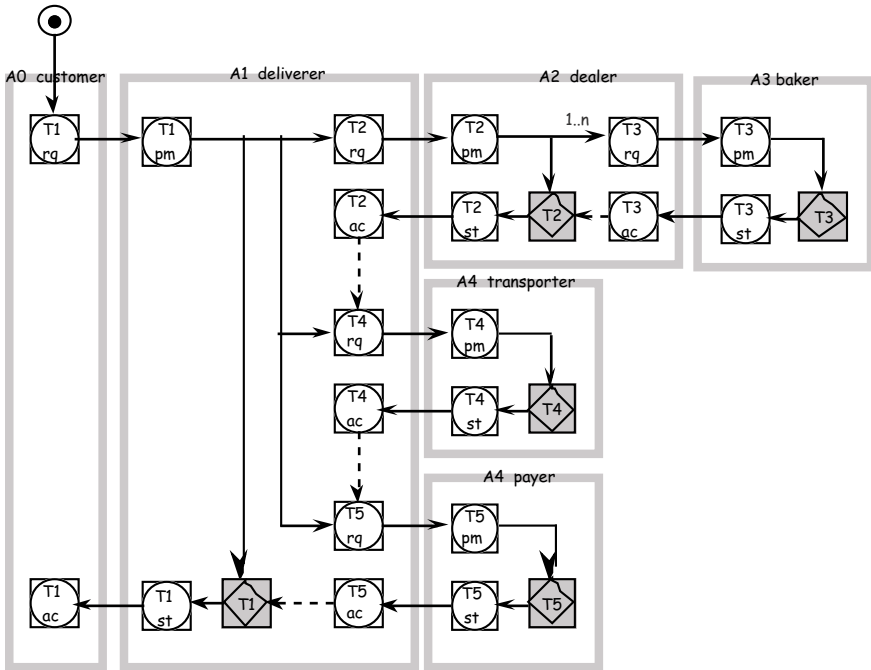 A0 customer
A1 deliverer
A2 dealer
A3 baker
T1
rq
T1
pm
T2
rq
T2
pm
1..n
T3
rq
T3
pm
T2
ac
T2
st
T2
T3
ac
T3
st
T3
A4 transporter
T4
rq
T4
pm
T4
ac
T4
st
T4
A4 payer
T5
rq
T5
pm
T1
ac
T1
st
T1
T5
ac
T5
st
T5